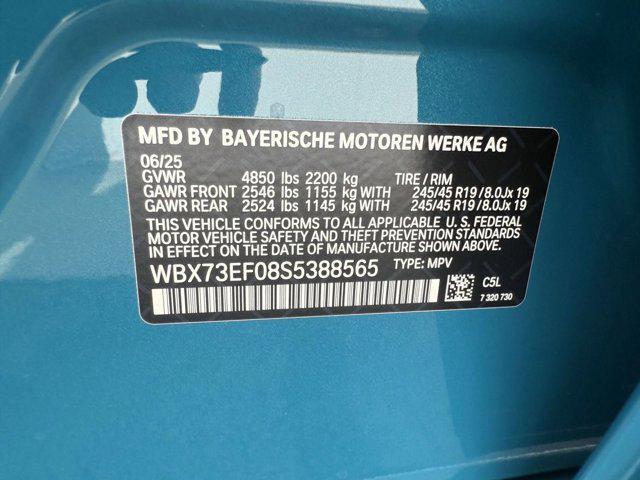 MFD BY BAYERISCHE MOTOREN WERKE AG
06/25
GVWR 4850 lbs 2200 kg TIRE / RIM
GAWR FRONT 2546 lbs 1155 kg WITH 245/45 R19 / 8.0Jx 19
GAWR REAR 2524 lbs 1145 kg WITH 245/45 R19 / 8.0Jx 19
THIS VEHICLE CONFORMS TO ALL APPLICABLE U.S. FEDERAL
MOTOR VEHICLE SAFETY AND THEFT PREVENTION STANDARDS
IN EFFECT ON THE DATE OF MANUFACTURE SHOWN ABOVE.
WBX73EF08S5388565 TYPE: MPV
C5L
7 320 730